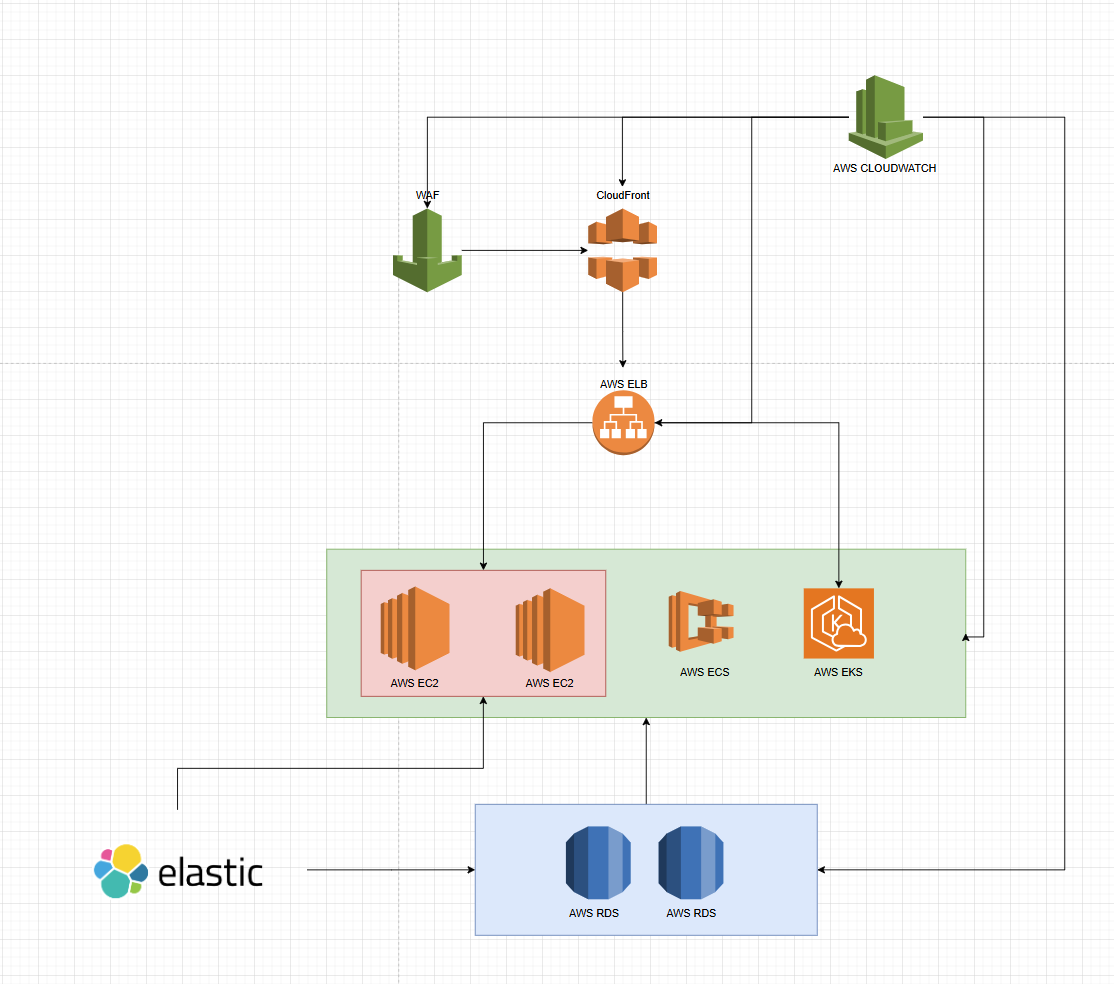 AWS CLOUDWATCH
WAF
CloudFront
AWS ELB
AWS EC2
AWS EC2
AWS ECS
AWS EKS
elastic
AWS RDS
AWS RDS